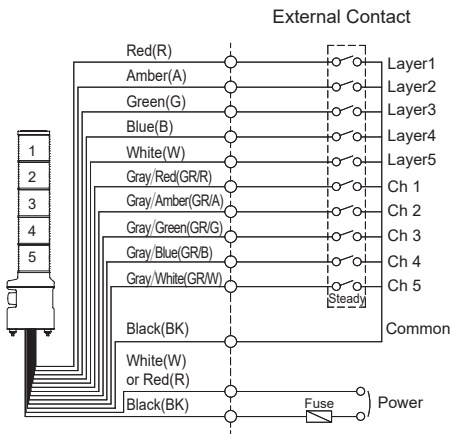 External Contact
Red(R)
Layer1
Amber(A)
Layer2
Green(G)
Layer3
Blue(B)
Layer4
White(W)
Layer5
Gray/Red(GR/R)
Ch 1
Gray/Amber(GR/A)
Ch 2
Gray/Green(GR/G)
Ch 3
Gray/Blue(GR/B)
Ch 4
Gray/White(GR/W)
Ch 5
Steady
1
2
3
4
5
Black(BK)
Common
White(W)
or Red(R)
Black(BK)
Fuse
Power